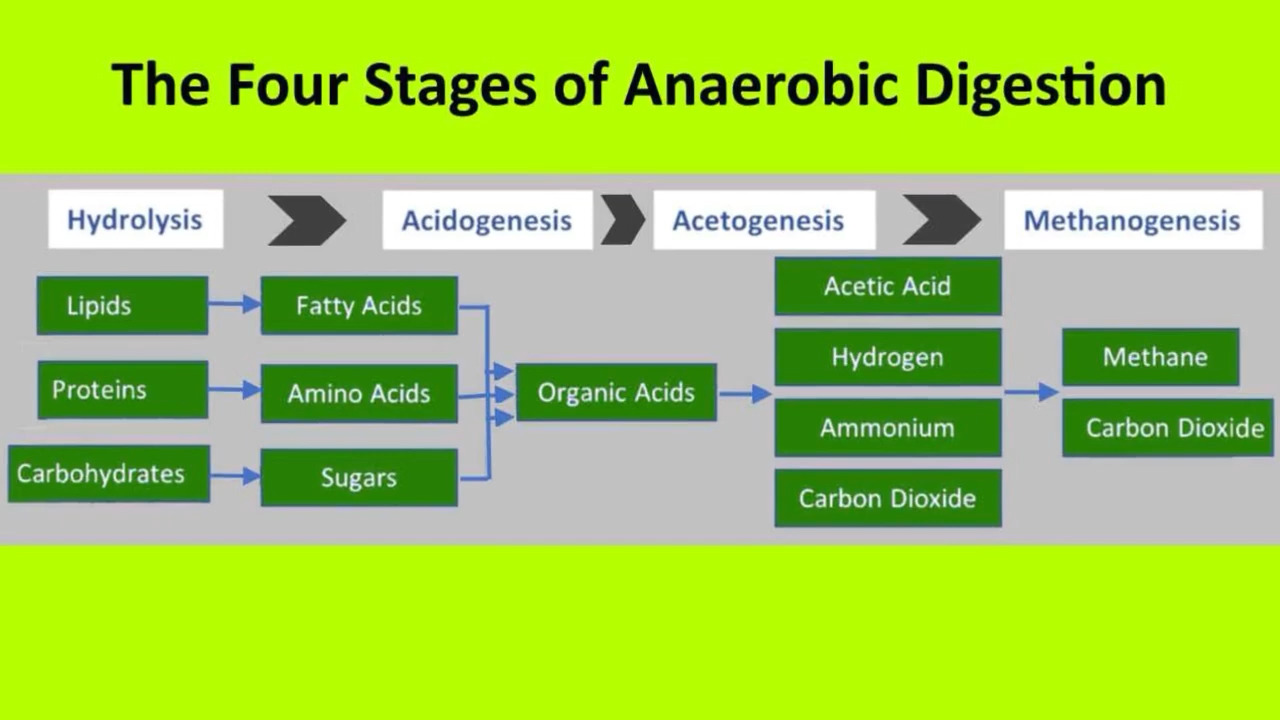 The Four Stages of Anaerobic Digestion
Hydrolysis
Acidogenesis
Acetogenesis
Methanogenesis
Lipids
Fatty Acids
Proteins
Amino Acids
Carbohydrates
Sugars
Organic Acids
Acetic Acid
Hydrogen
Ammonium
Carbon Dioxide
Methane
Carbon Dioxide